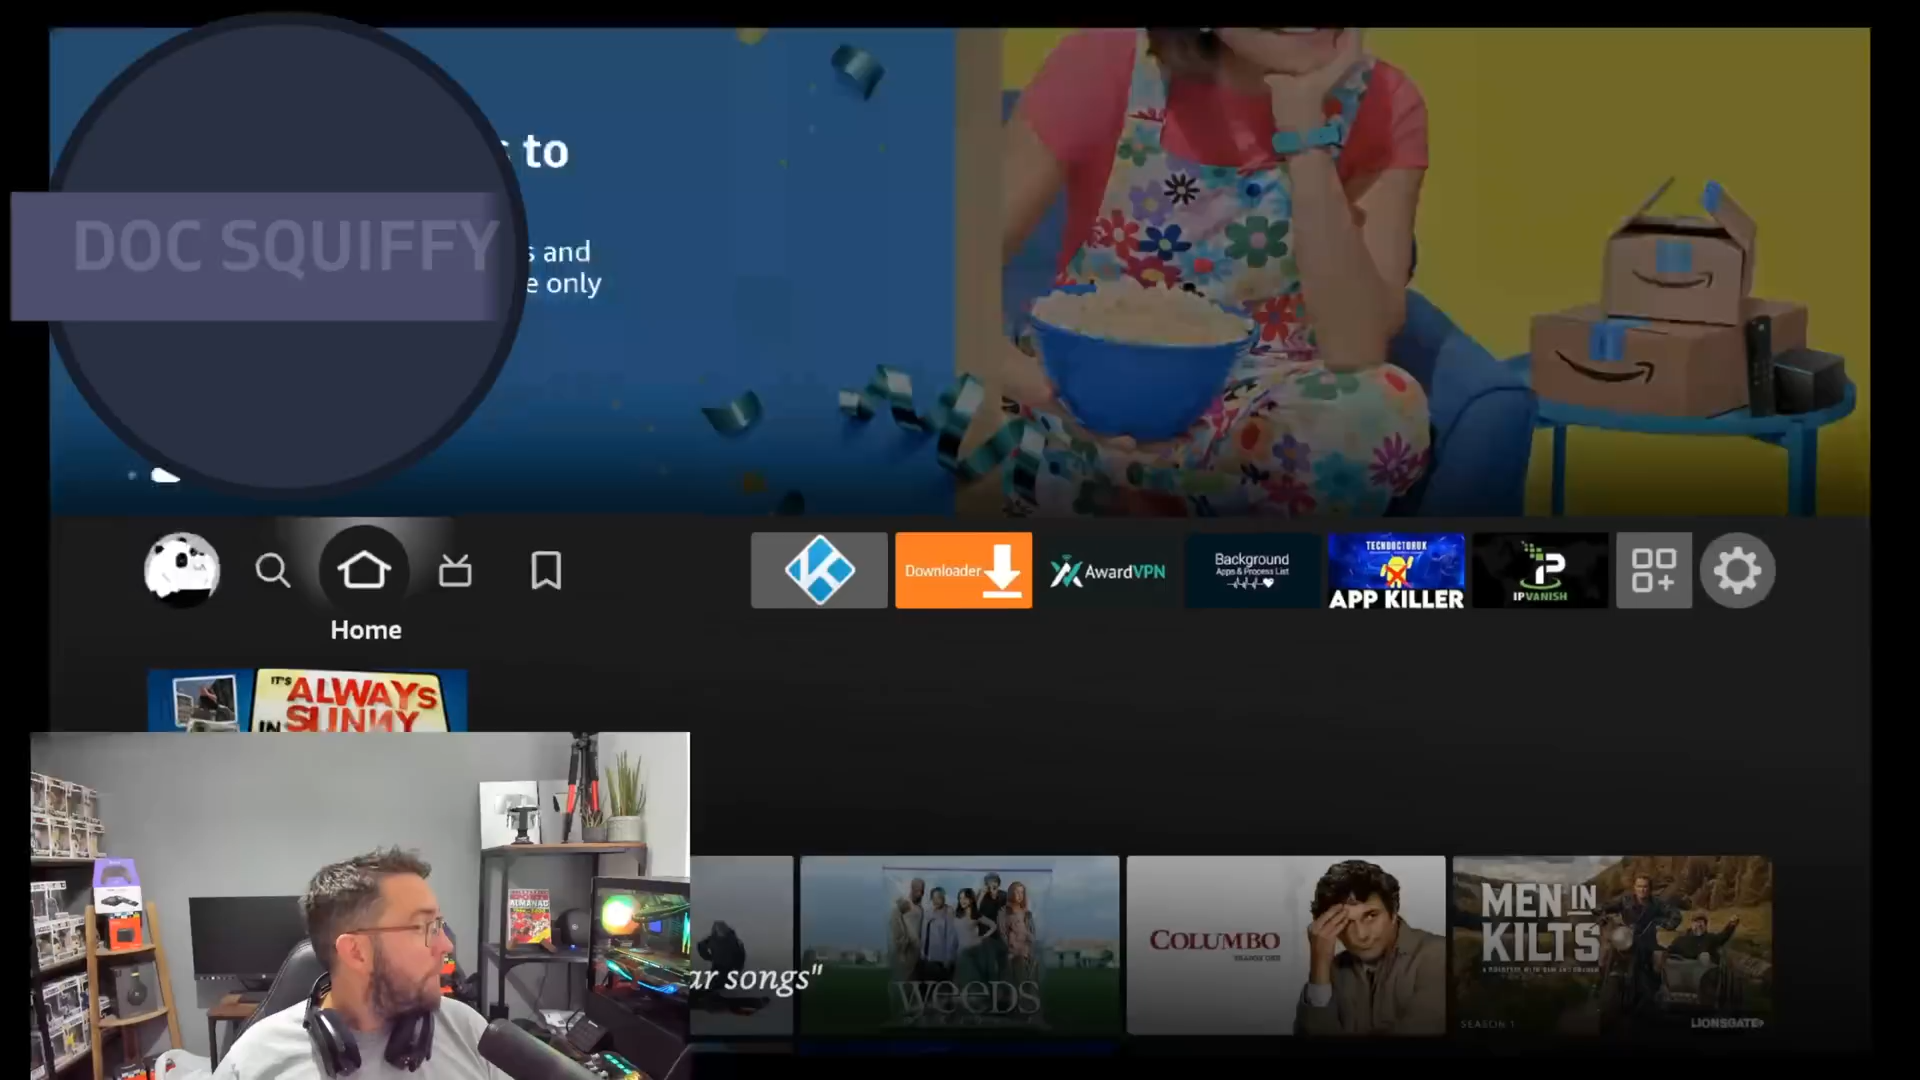 to
DOC SQUIFFY
s and
e only
Downloader
AwardVPN
Background
Apps & Process List
TECHDOCTORUK
APP KILLER
IPVANISH
Home
IT'S
ALWAYS
IN SUNNY
ALMANAC
ar songs"
weeds
COLUMBO
MEN IN
KILTS
SEASON 1
LIONSGATE